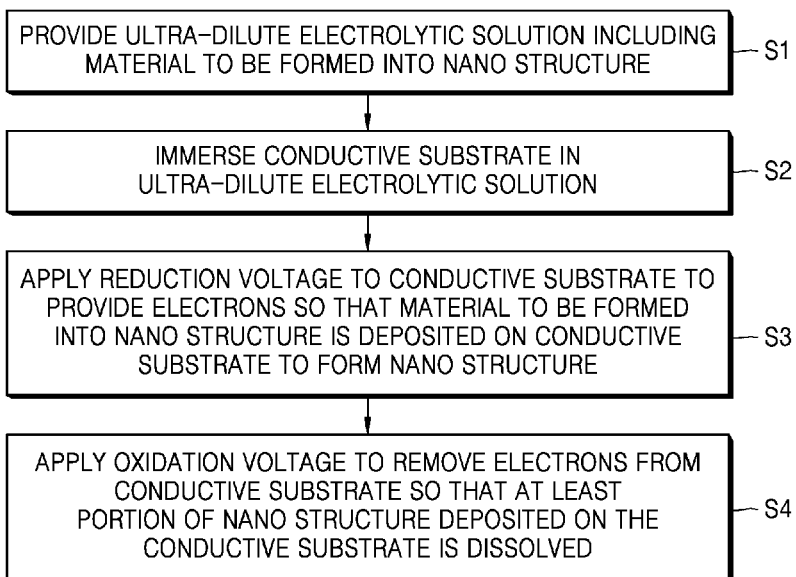 PROVIDE ULTRA-DILUTE ELECTROLYTIC SOLUTION INCLUDING
MATERIAL TO BE FORMED INTO NANO STRUCTURE
S1
IMMERSE CONDUCTIVE SUBSTRATE IN
ULTRA-DILUTE ELECTROLYTIC SOLUTION
S2
APPLY REDUCTION VOLTAGE TO CONDUCTIVE SUBSTRATE TO
PROVIDE ELECTRONS SO THAT MATERIAL TO BE FORMED
INTO NANO STRUCTURE IS DEPOSITED ON CONDUCTIVE
SUBSTRATE TO FORM NANO STRUCTURE
S3
APPLY OXIDATION VOLTAGE TO REMOVE ELECTRONS FROM
CONDUCTIVE SUBSTRATE SO THAT AT LEAST
PORTION OF NANO STRUCTURE DEPOSITED ON THE
CONDUCTIVE SUBSTRATE IS DISSOLVED
S4